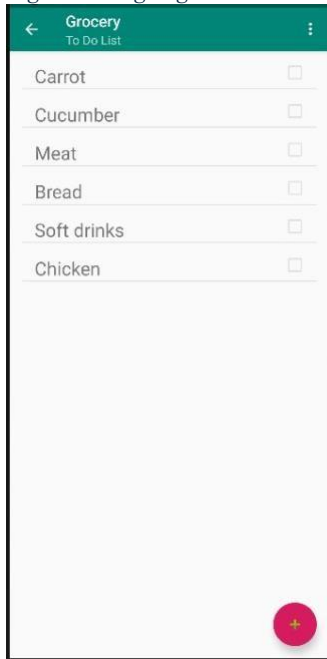 Grocery
To Do List
Carrot
Cucumber
Meat
Bread
Soft drinks
Chicken
+